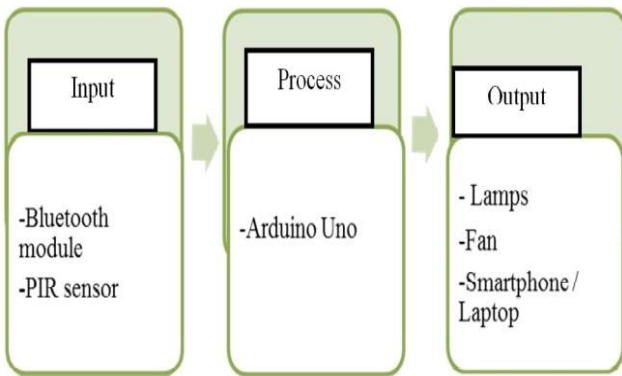 Input
-Bluetooth
module
-PIR sensor
Process
-Arduino Uno
Output
- Lamps
-Fan
-Smartphone /
Laptop